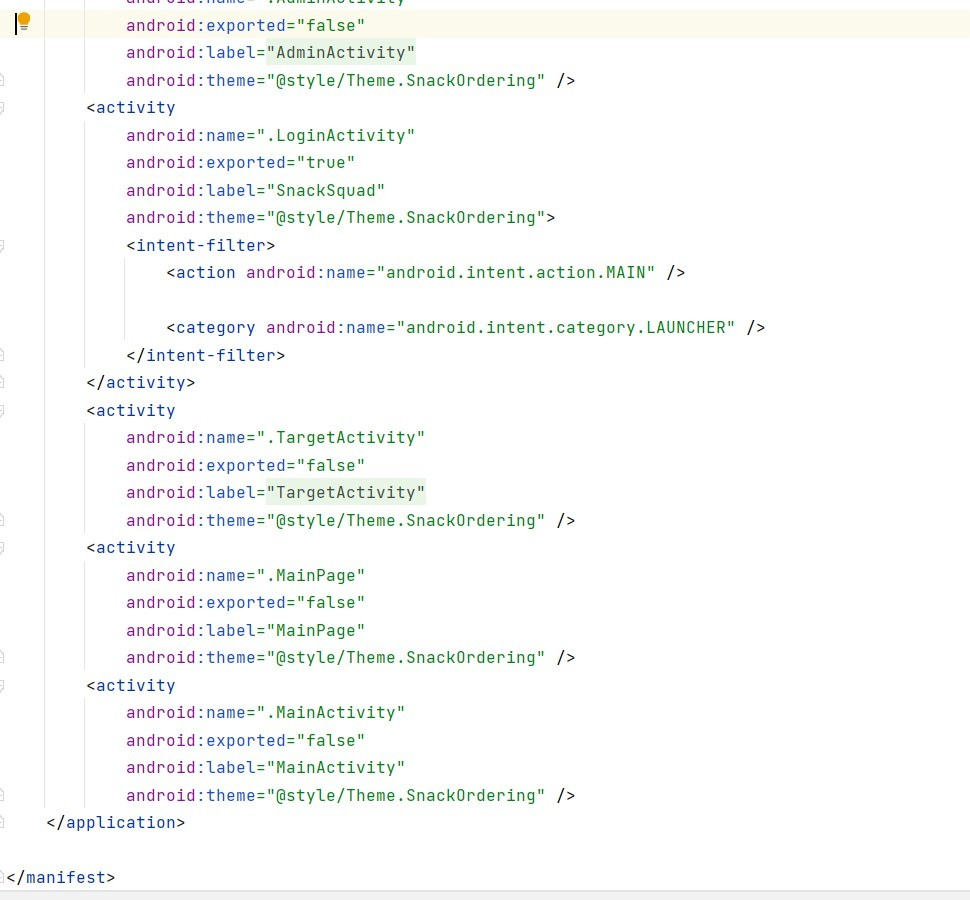 android:name=".AdminActivity"
android:exported="false"
android:label="AdminActivity"
android:theme="@style/Theme.SnackOrdering" />
<activity
android:name=".LoginActivity"
android:exported="true"
android:label="SnackSquad"
android:theme="@style/Theme.SnackOrdering">
<intent-filter>
<action android:name="android.intent.action.MAIN" />
<category android:name="android.intent.category.LAUNCHER" />
</intent-filter>
</activity>
<activity
android:name=".TargetActivity"
android:exported="false"
android:label="TargetActivity"
android:theme="@style/Theme.SnackOrdering" />
<activity
android:name=".MainPage"
android:exported="false"
android:label="MainPage"
android:theme="@style/Theme.SnackOrdering" />
<activity
android:name=".MainActivity"
android:exported="false"
android:label="MainActivity"
android:theme="@style/Theme.SnackOrdering" />
</application>
</manifest>